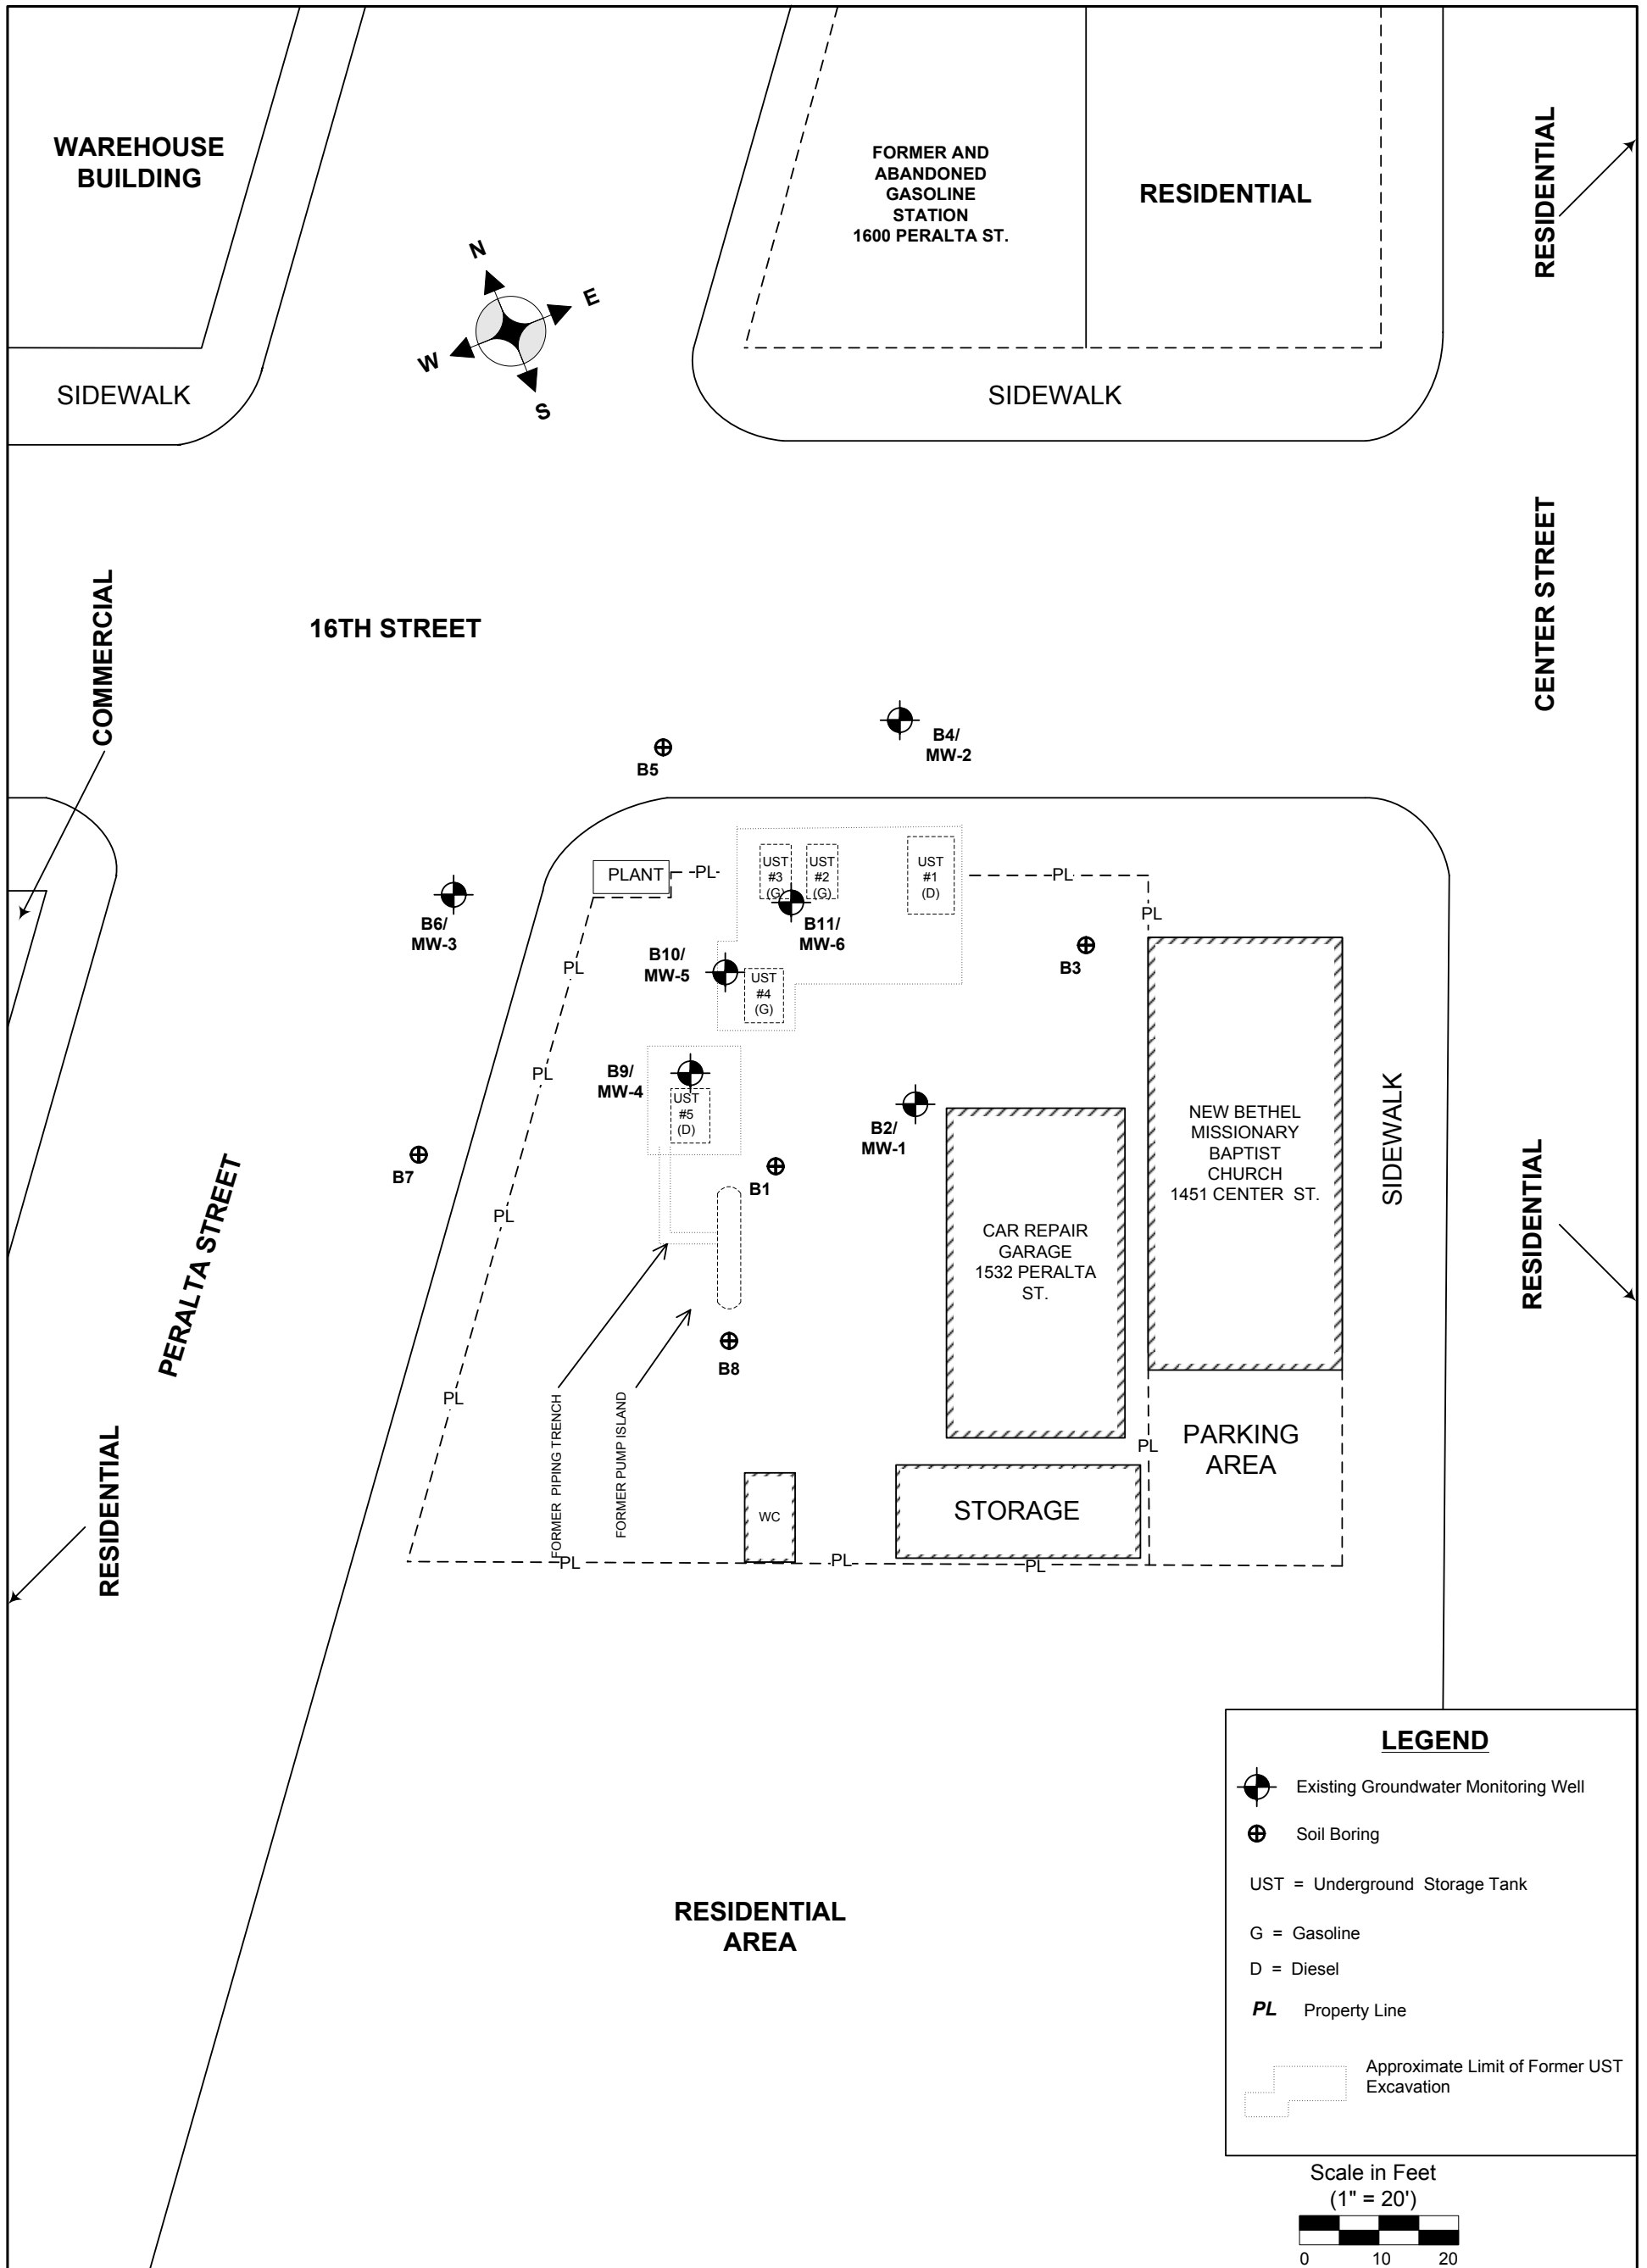 WAREHOUSE
BUILDING
SIDEWALK
FORMER AND
ABANDONED
GASOLINE
STATION
1600 PERALTA ST.
RESIDENTIAL
RESIDENTIAL
N
E
W
S
SIDEWALK
CENTER STREET
COMMERCIAL
16TH STREET
B4/
MW-2
B5
PLANT
PL
UST
#3
(G)
UST
#2
(G)
UST
#1
(D)
PL
PL
B6/
MW-3
B11/
MW-6
B10/
MW-5
B3
PL
UST
#4
(G)
B9/
MW-4
PL
UST
#5
(D)
B2/
MW-1
NEW BETHEL
MISSIONARY
BAPTIST
CHURCH
1451 CENTER ST.
SIDEWALK
B7
B1
PL
PERALTA STREET
CAR REPAIR
GARAGE
1532 PERALTA
ST.
RESIDENTIAL
B8
PL
FORMER PIPING TRENCH
FORMER PUMP ISLAND
PL
PARKING
AREA
RESIDENTIAL
WC
STORAGE
PL
PL
PL
RESIDENTIAL
AREA
LEGEND
Existing Groundwater Monitoring Well
Soil Boring
UST = Underground Storage Tank
G = Gasoline
D = Diesel
PL Property Line
Approximate Limit of Former UST
Excavation
Scale in Feet
(1" = 20')
0 10 20